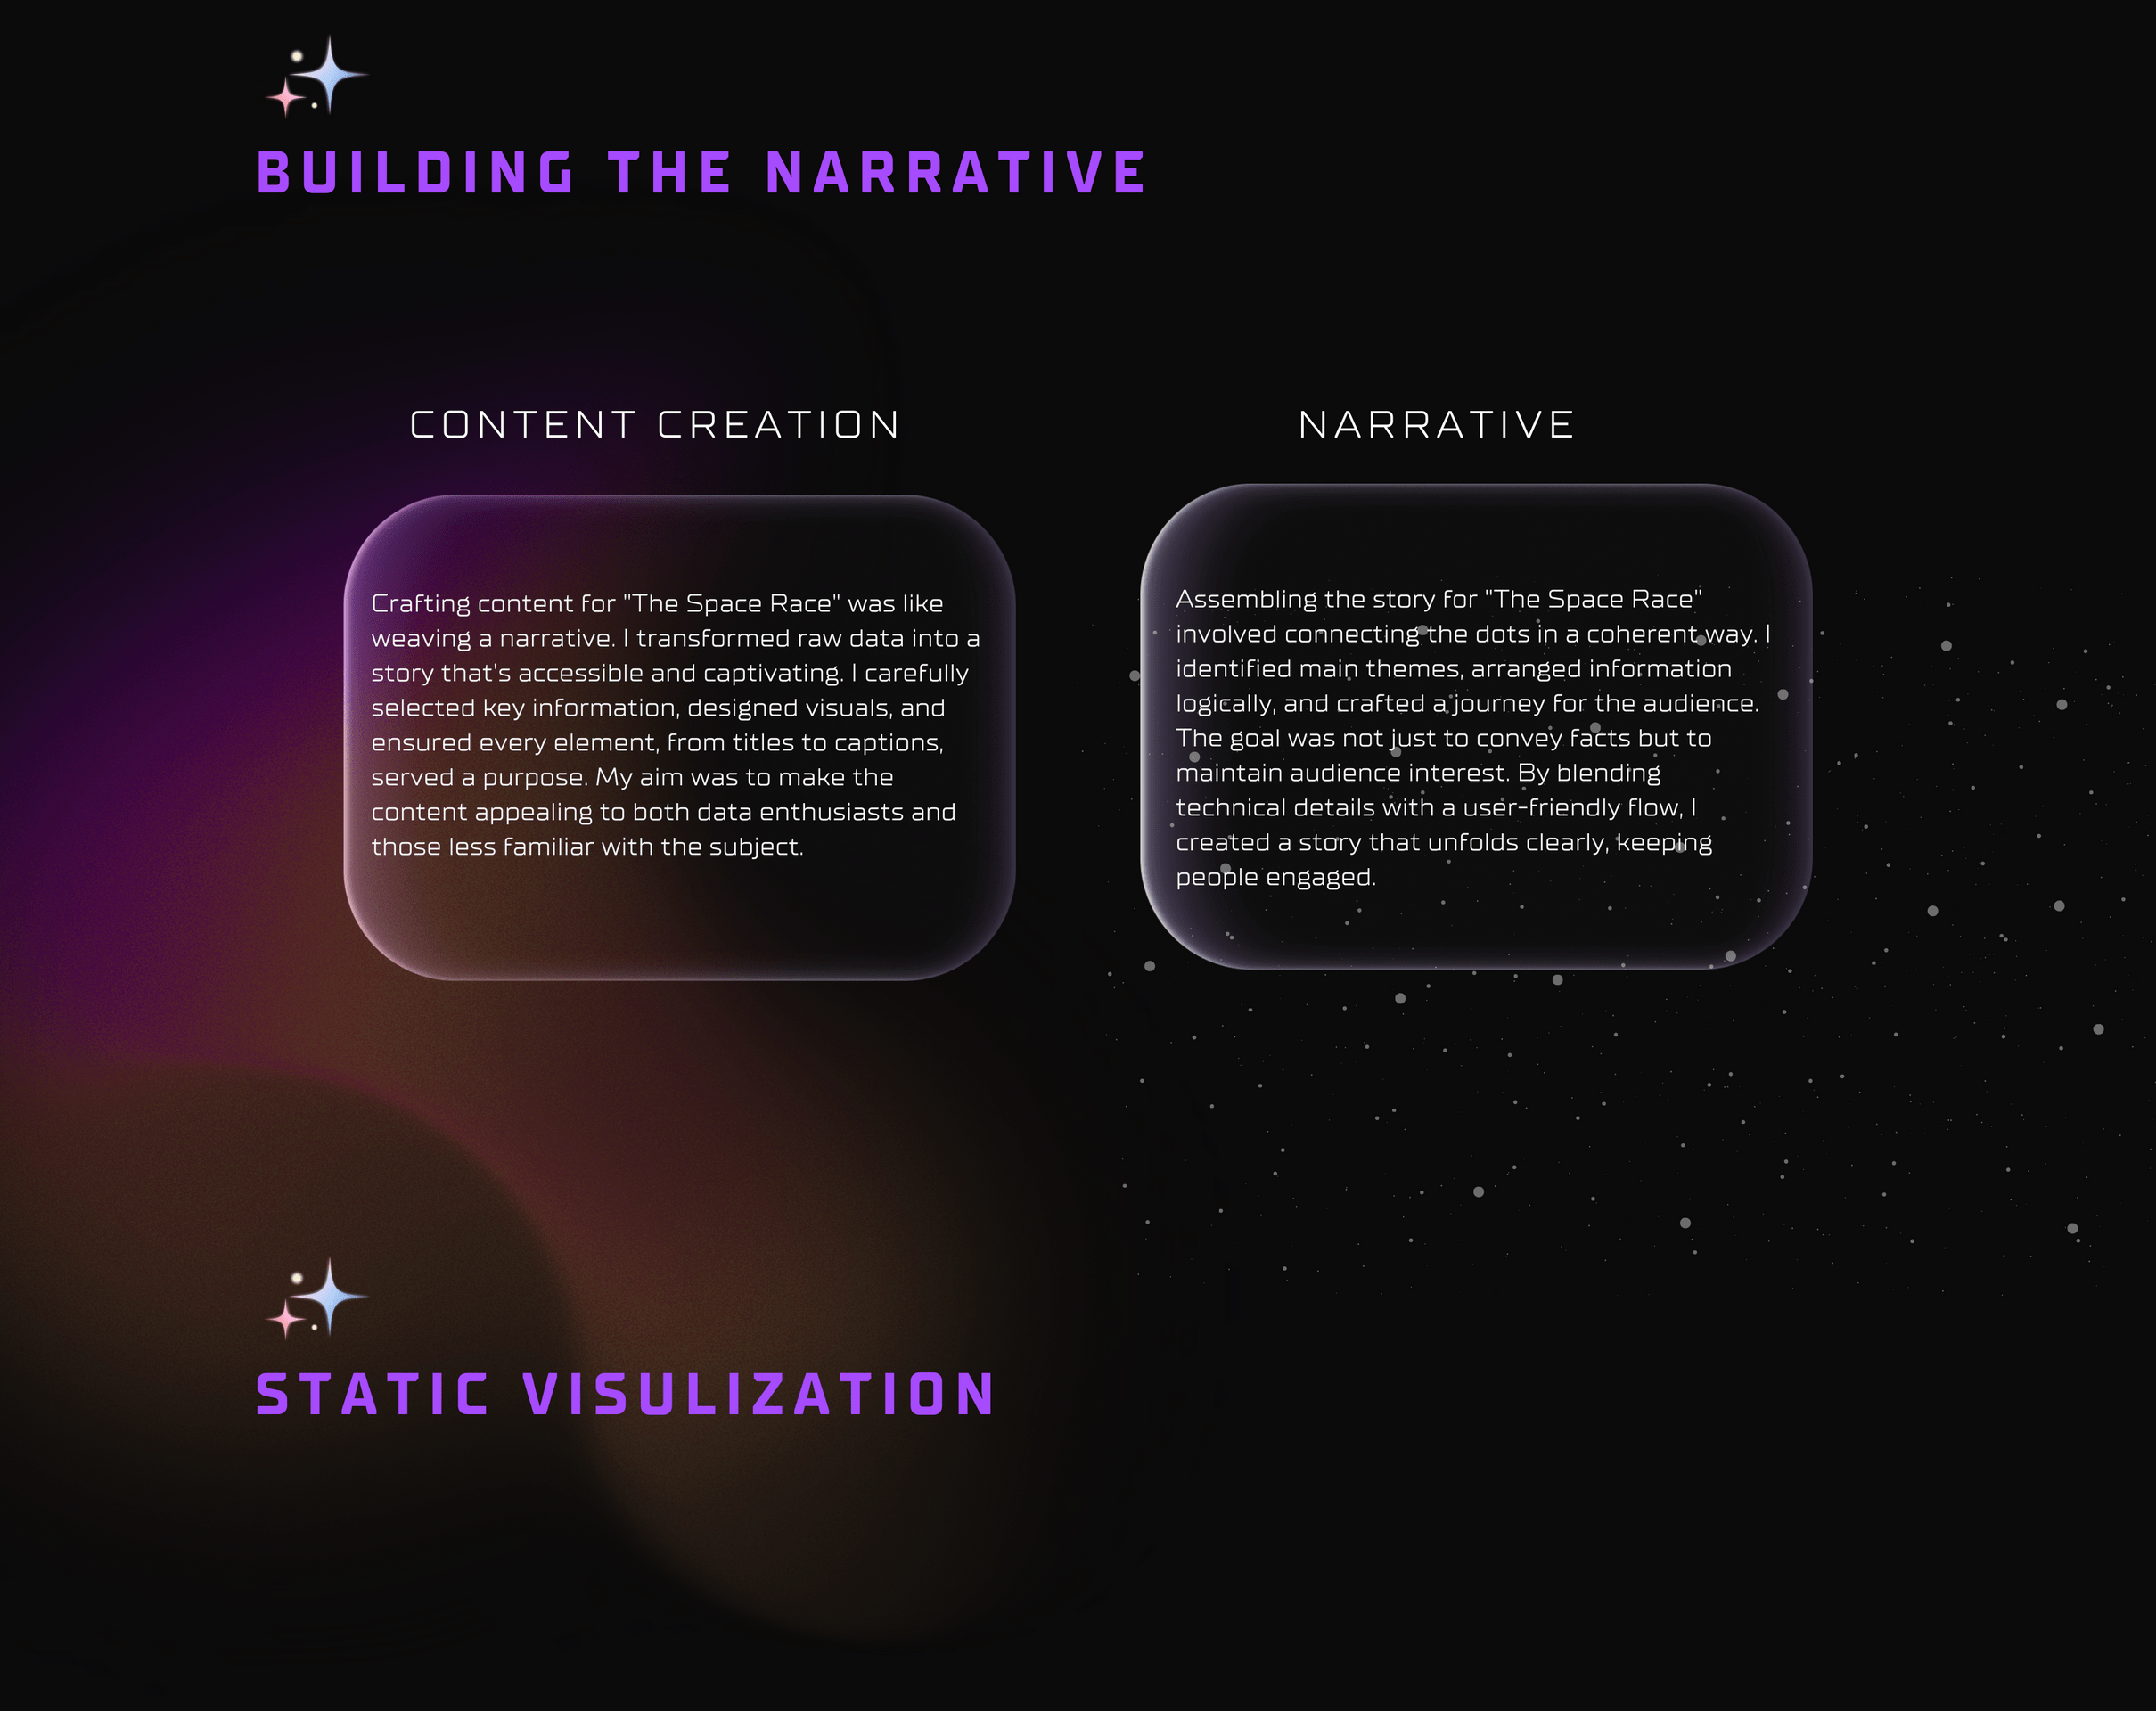 BUILDING THE NARRATIVE
CONTENT CREATION
Crafting content for "The Space Race" was like
weaving a narrative. I transformed raw data into a
story that's accessible and captivating. I carefully
selected key information, designed visuals, and
ensured every element, from titles to captions,
served a purpose. My aim was to make the
content appealing to both data enthusiasts and
those less familiar with the subject.
NARRATIVE
Assembling the story for "The Space Race"
involved connecting the dots in a coherent way. I
identified main themes, arranged information
logically, and crafted a journey for the audience.
The goal was not just to convey facts but to
maintain audience interest. By blending
technical details with a user-friendly flow, I
created a story that unfolds clearly, keeping
people engaged.
STATIC VISULIZATION